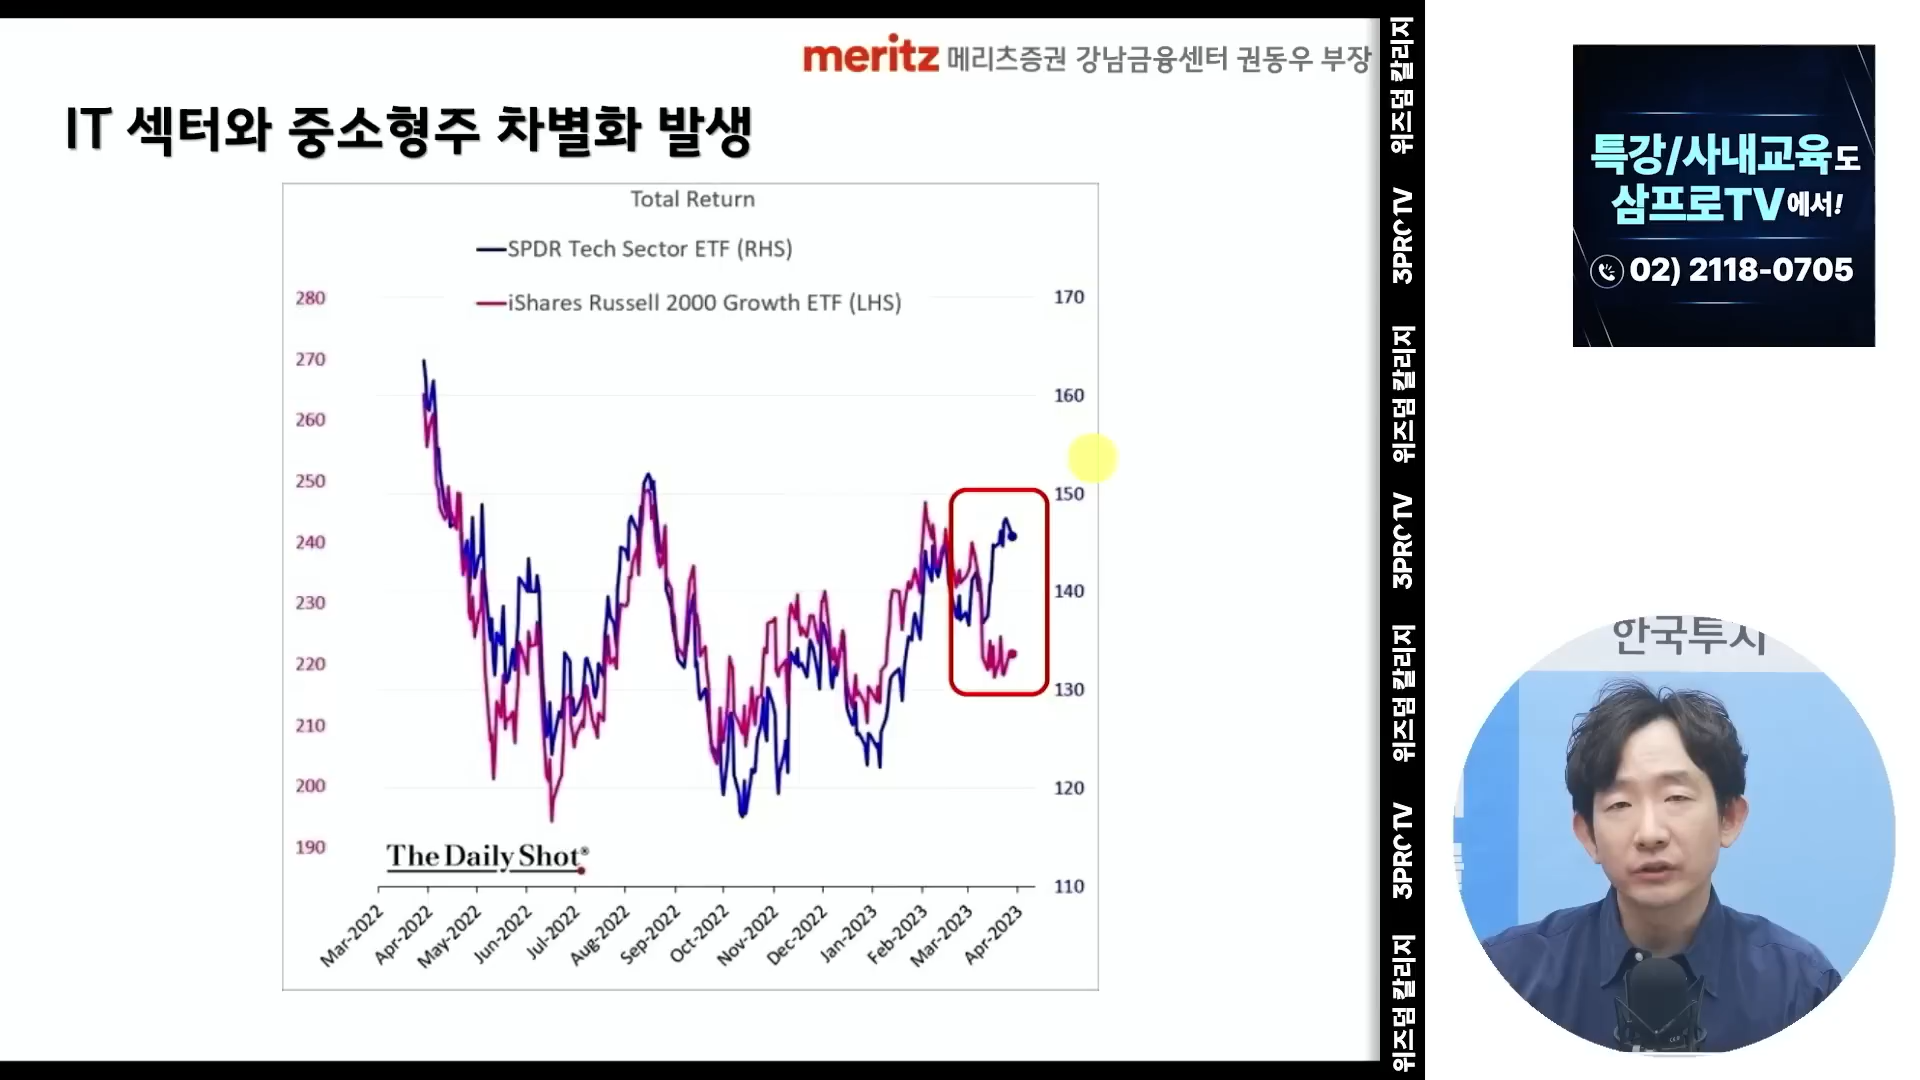 meritz 메리츠증권 강남금융센터 권동우 부장
IT 섹터와 중소형주 차별화 발생
Total Return
SPDR Tech Sector ETF (RHS)
iShares Russell 2000 Growth ETF (LHS)
280
270
260
250
240
230
220
210
200
190
170
160
150
140
130
120
110
The Daily Shot®
Mar-2022
Apr-2022
May-2022
Jun-2022
Jul-2022
Aug-2022
Sep-2022
Oct-2022
Nov-2022
Dec-2022
Jan-2023
Feb-2023
Mar-2023
Apr-2023
위즈덤 칼리지
3PROTV
위즈덤 칼리지
3PROTV
위즈덤 칼리지
3PROTV
위즈덤 칼리지
특강/사내교육도
삼프로TV에서!
02) 2118-0705
한국투자